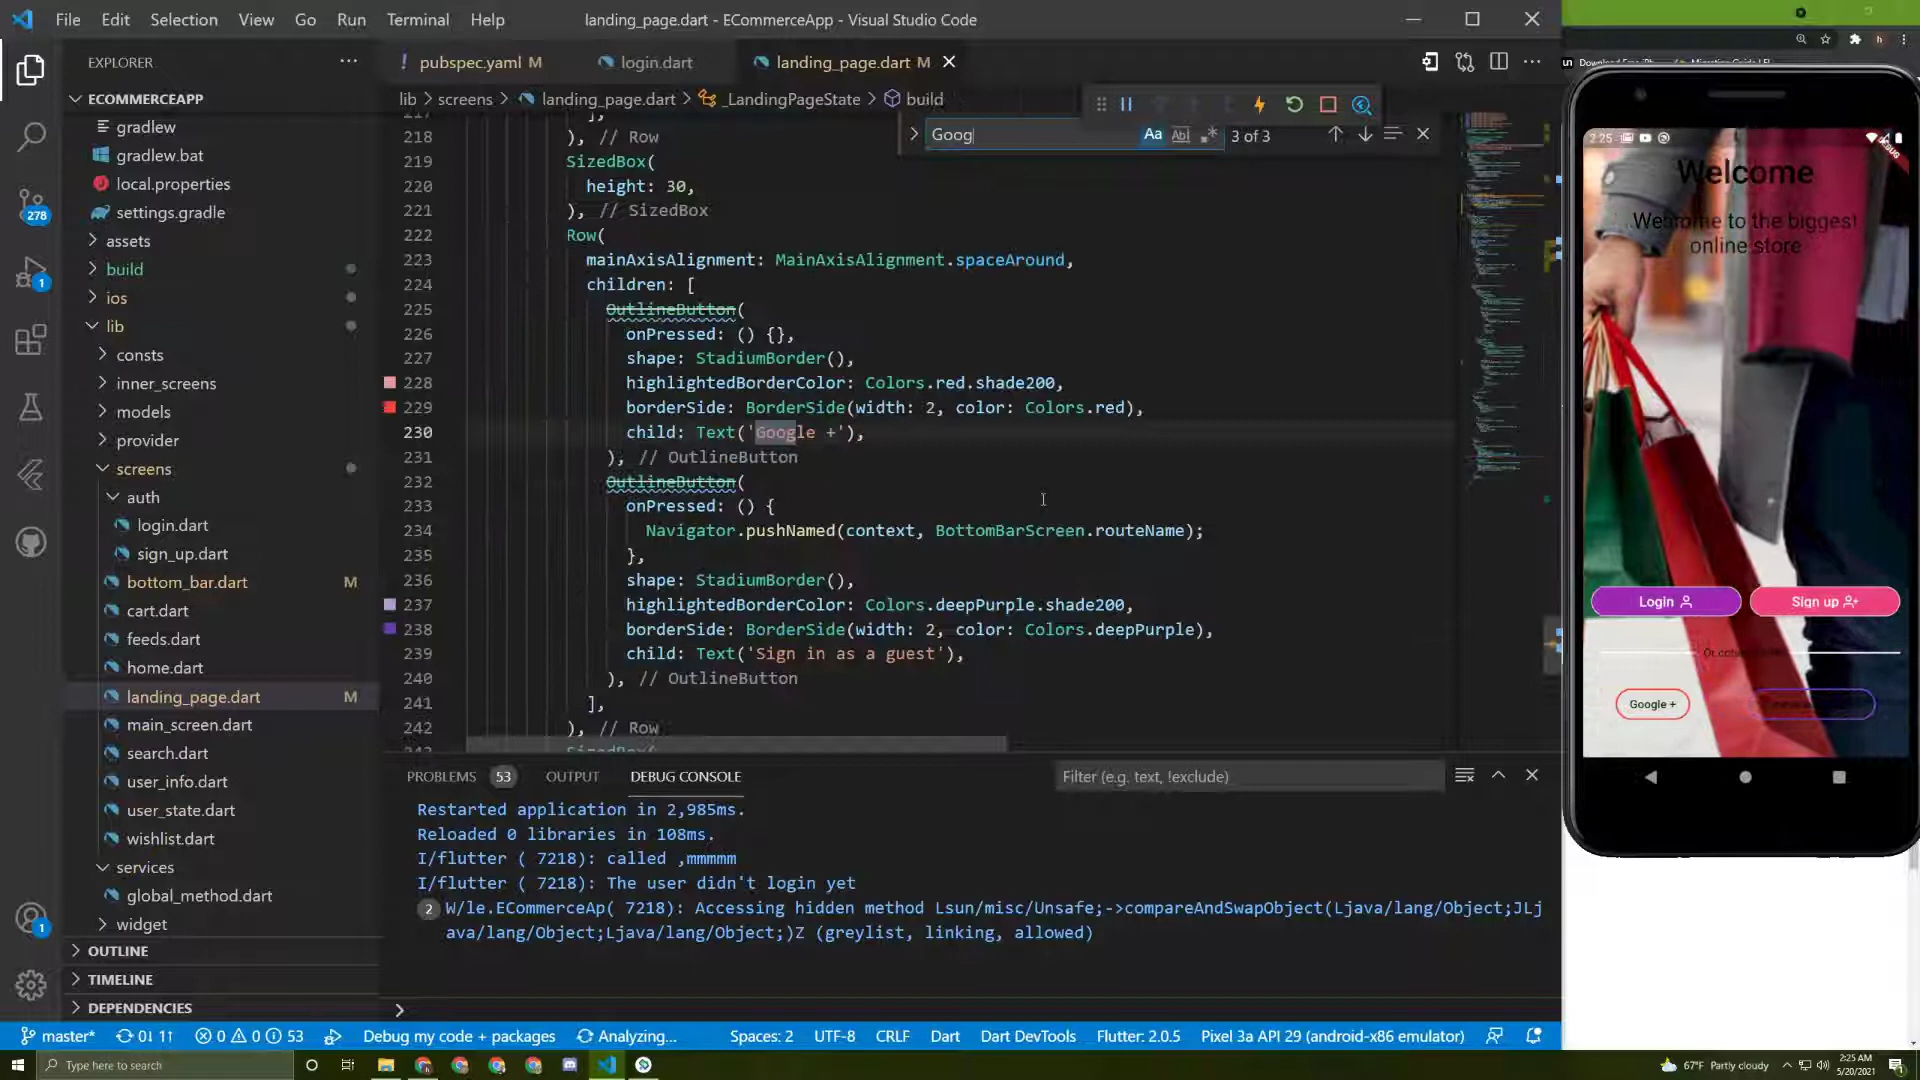 File Edit Selection View Go Run Terminal Help
landing_page.dart - ECommerceApp - Visual Studio Code
EXPLORER
ECOMMERCEAPP
gradlew
gradlew.bat
local.properties
settings.gradle
assets
build
ios
lib
consts
inner_screens
models
provider
screens
auth
login.dart
sign_up.dart
bottom_bar.dart M
cart.dart
feeds.dart
home.dart
landing_page.dart M
main_screen.dart
search.dart
user_info.dart
user_state.dart
wishlist.dart
services
global_method.dart
widget
OUTLINE
TIMELINE
DEPENDENCIES
278
1
1
! pubspec.yaml M
login.dart
landing_page.dart M
lib > screens > landing_page.dart > _LandingPageState > build
Goog
Aa Abl .* 3 of 3
217 ],
218 ), // Row
219 SizedBox(
220 height: 30,
221 ), // SizedBox
222 Row(
223 mainAxisAlignment: MainAxisAlignment.spaceAround,
224 children: [
225 OutlineButton(
226 onPressed: () {},
227 shape: StadiumBorder(),
228 highlightedBorderColor: Colors.red.shade200,
229 borderSide: BorderSide(width: 2, color: Colors.red),
230 child: Text('Google +'),
231 ), // OutlineButton
232 OutlineButton(
233 onPressed: () {
234 Navigator.pushNamed(context, BottomBarScreen.routeName);
235 },
236 shape: StadiumBorder(),
237 highlightedBorderColor: Colors.deepPurple.shade200,
238 borderSide: BorderSide(width: 2, color: Colors.deepPurple),
239 child: Text('Sign in as a guest'),
240 ), // OutlineButton
241 ],
242 ), // Row
243 SizedBox(
PROBLEMS 53 OUTPUT DEBUG CONSOLE
Filter (e.g. text, !exclude)
Restarted application in 2,985ms.
Reloaded 0 libraries in 108ms.
I/flutter ( 7218): called ,mmmmm
I/flutter ( 7218): The user didn't login yet
2 W/le.ECommerceAp( 7218): Accessing hidden method Lsun/misc/Unsafe;->compareAndSwapObject(Ljava/lang/Object;JLj
ava/lang/Object;Ljava/lang/Object;)Z (greylist, linking, allowed)
master* 0↓ 1↑ 0 0 53 Debug my code + packages Analyzing... Spaces: 2 UTF-8 CRLF Dart Dart DevTools Flutter: 2.0.5 Pixel 3a API 29 (android-x86 emulator)
Type here to search
67°F Partly cloudy
2:25 AM
5/20/2021
2:25
Welcome
Welcome to the biggest
online store
Login
Sign up
Google +